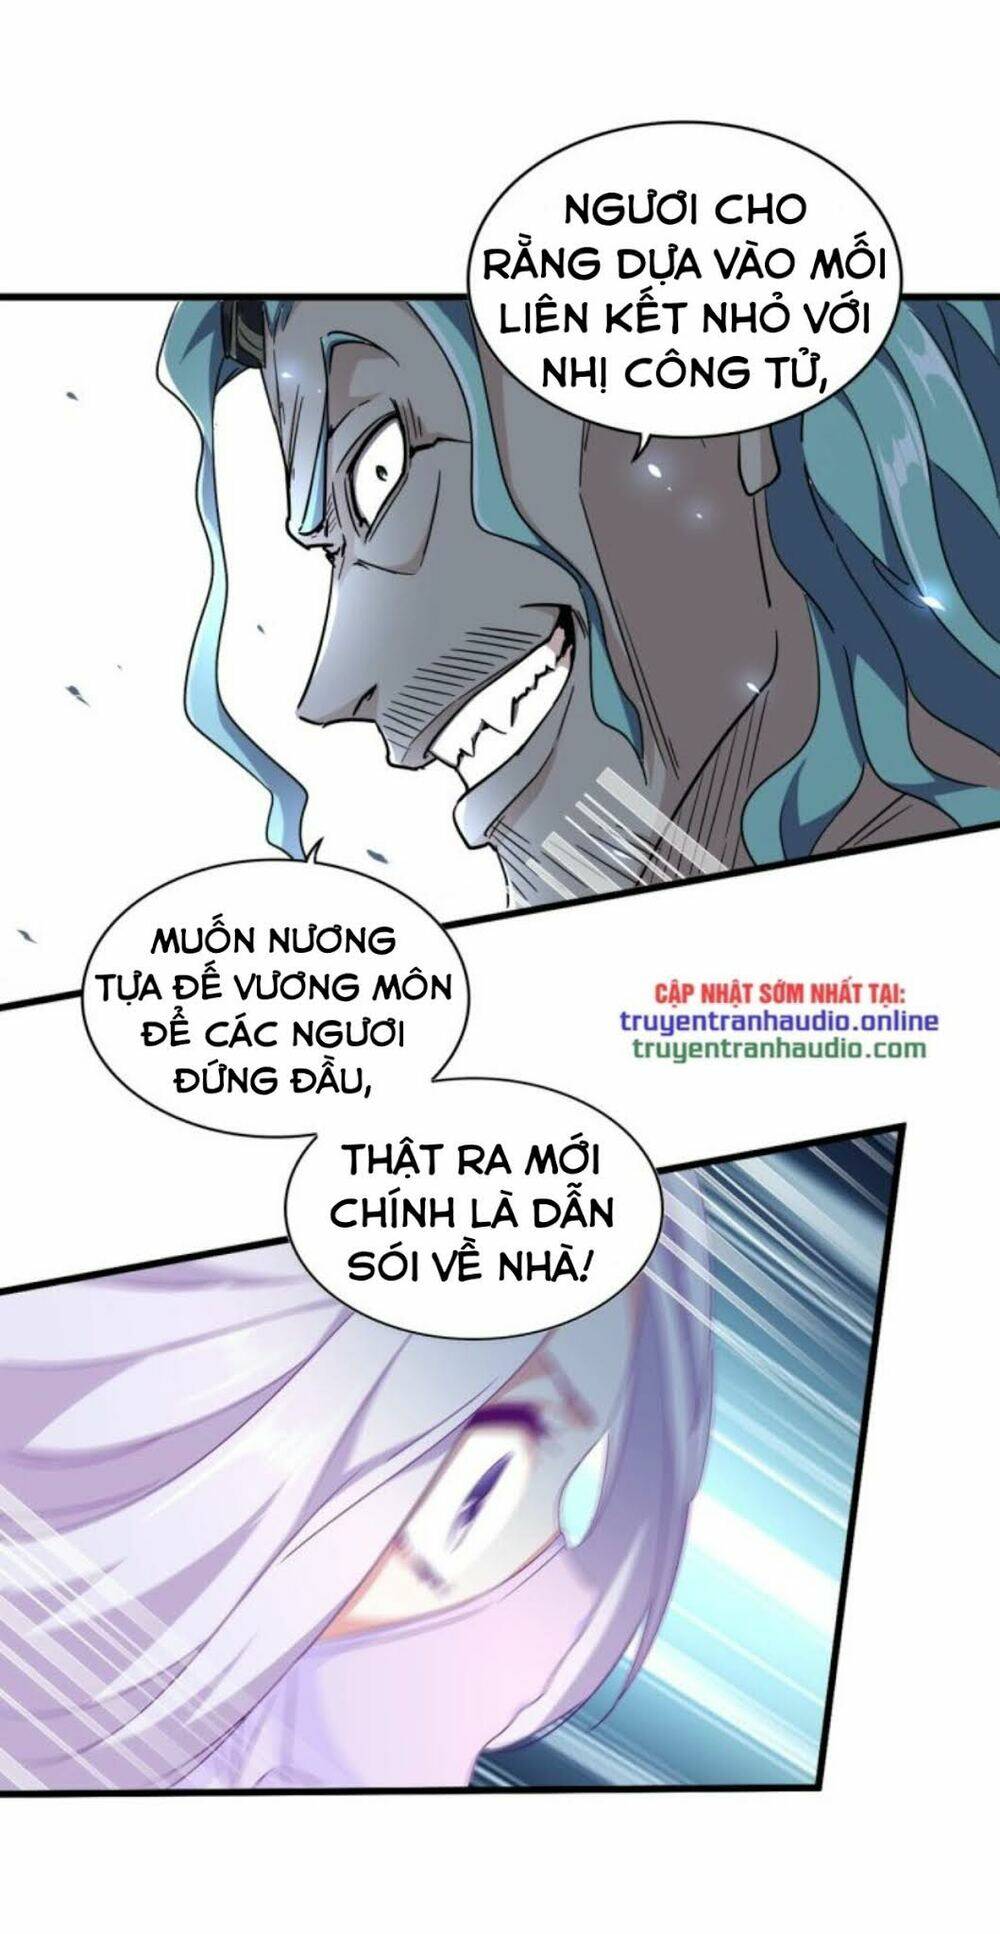 NGƯƠI CHO
RẰNG DỰA VÀO MỐI
LIÊN KẾT NHỎ VỚI
NHỊ CÔNG TỬ,
MUỐN NƯƠNG
TỰA ĐẾ VƯƠNG MÔN
ĐỂ CÁC NGƯƠI
ĐỨNG ĐẦU,
CẬP NHẬT SỚM NHẤT TẠI:
truyentranhaudio.online
truyentranhaudio.com
THẬT RA MỚI
CHÍNH LÀ DẪN
SÓI VỀ NHÀ!